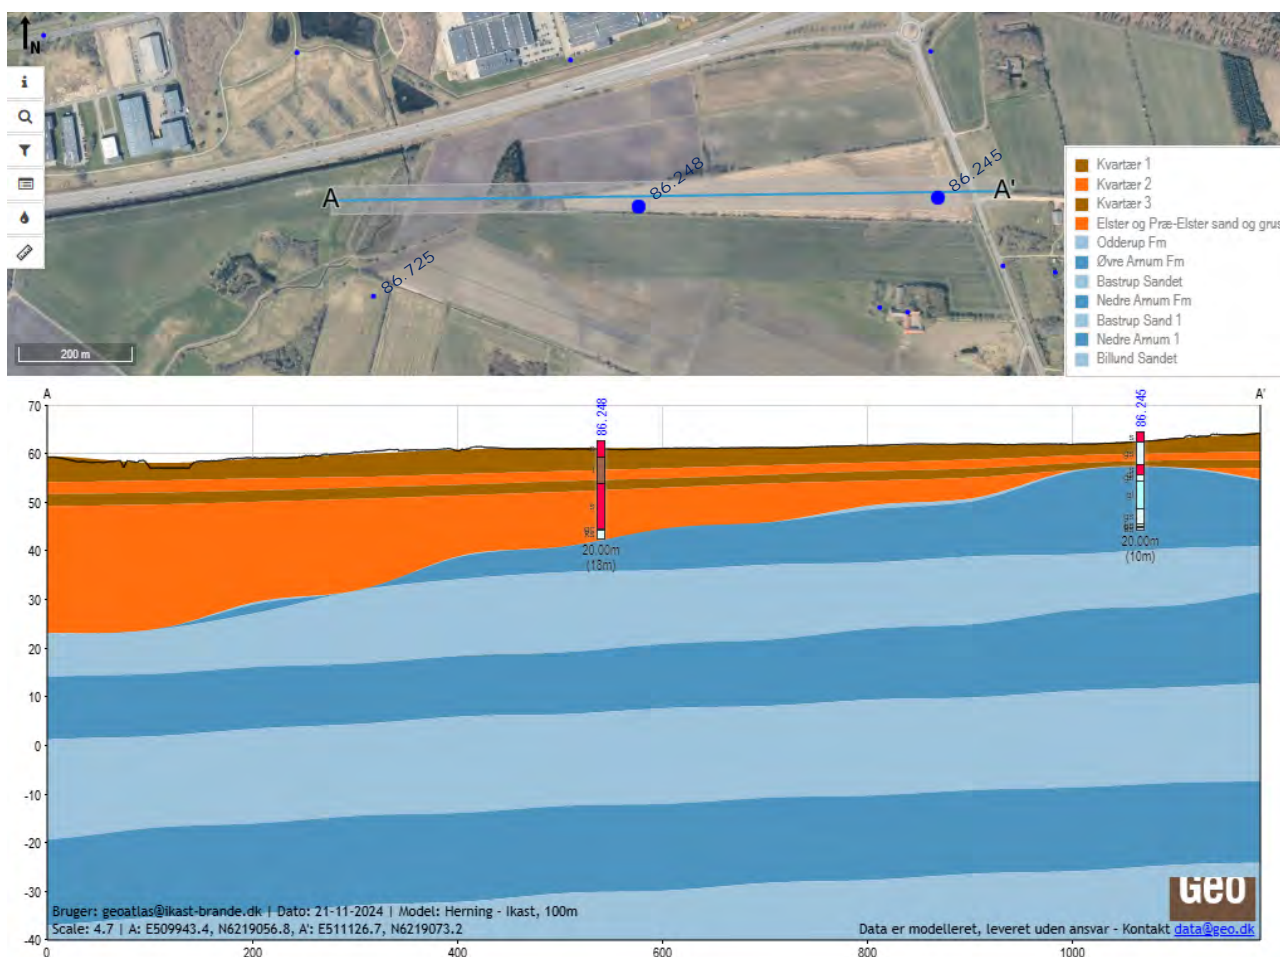 N
86.248
86.245
A
A'
86.725
200 m
Kvartær 1
Kvartær 2
Kvartær 3
Elster og Præ-Elster sand og grus
Odderup Fm
Øvre Arnum Fm
Bastrup Sandet
Nedre Arnum Fm
Bastrup Sand 1
Nedre Arnum 1
Billund Sandet
A
A'
86.248
86.245
70
60
50
40
30
20
10
0
-10
-20
-30
-40
20.00m
(18m)
20.00m
(10m)
Geo
Bruger: geoatlas@ikast-brande.dk | Dato: 21-11-2024 | Model: Herning - Ikast, 100m
Scale: 4.7 | A: E509943.4, N6219056.8, A': E511126.7, N6219073.2
Data er modelleret, leveret uden ansvar - Kontakt data@geo.dk
0
200
400
600
800
1000